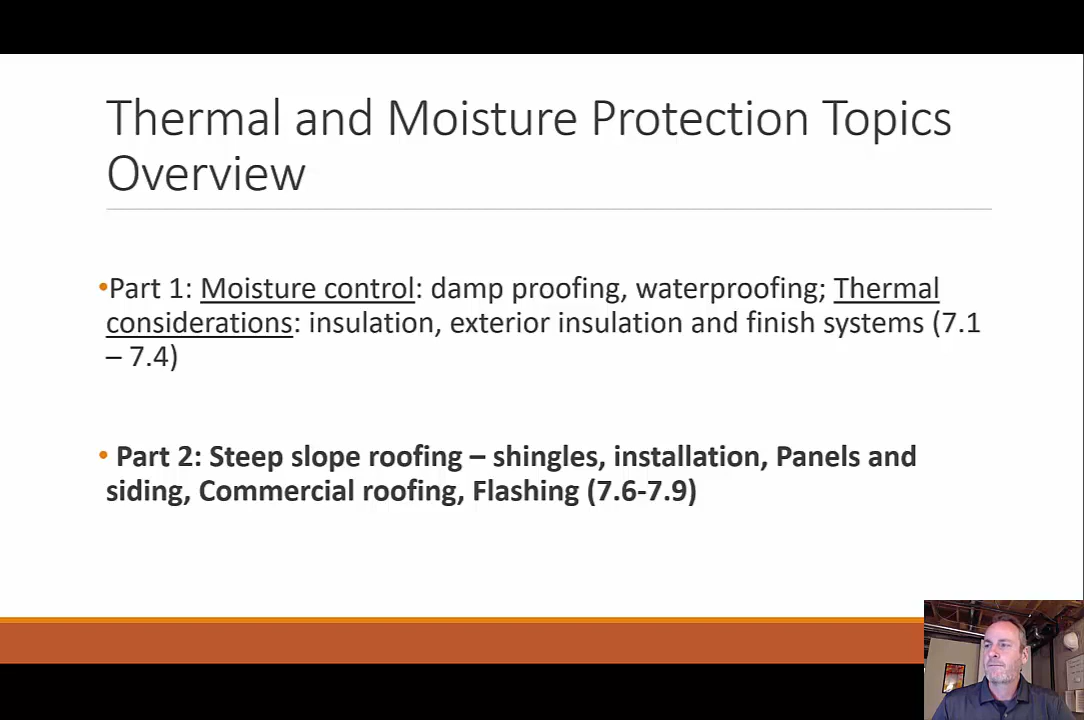 Thermal and Moisture Protection Topics
Overview
•Part 1: Moisture control: damp proofing, waterproofing; Thermal
considerations: insulation, exterior insulation and finish systems (7.1
– 7.4)
• Part 2: Steep slope roofing – shingles, installation, Panels and
siding, Commercial roofing, Flashing (7.6-7.9)